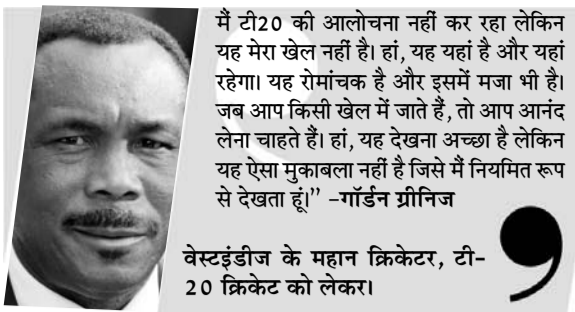 मैं टी20 की आलोचना नहीं कर रहा लेकिन
यह मेरा खेल नहीं है। हां, यह यहां है और यहां
रहेगा। यह रोमांचक है और इसमें मजा भी है।
जब आप किसी खेल में जाते हैं, तो आप आनंद
लेना चाहते हैं। हां, यह देखना अच्छा है लेकिन
यह ऐसा मुकाबला नहीं है जिसे मैं नियमित रूप
से देखता हूं।” –गॉर्डन ग्रीनिज
वेस्टइंडीज के महान क्रिकेटर, टी-
20 क्रिकेट को लेकर।